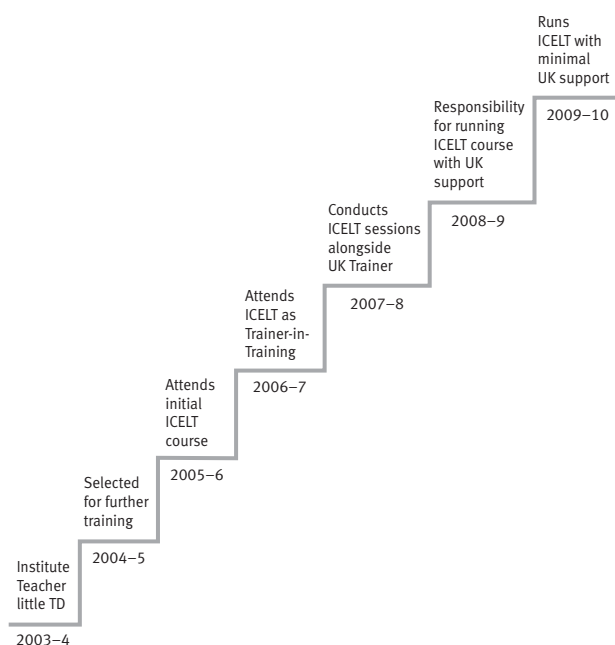 Runs
ICELT with
minimal
UK support
2009–10
Responsibility
for running
ICELT course
with UK
support
2008–9
Conducts
ICELT sessions
alongside
UK Trainer
2007–8
Attends
ICELT as
Trainer-in-
Training
2006–7
Attends
initial
ICELT
course
2005–6
Selected
for further
training
2004–5
Institute
Teacher
little TD
2003–4